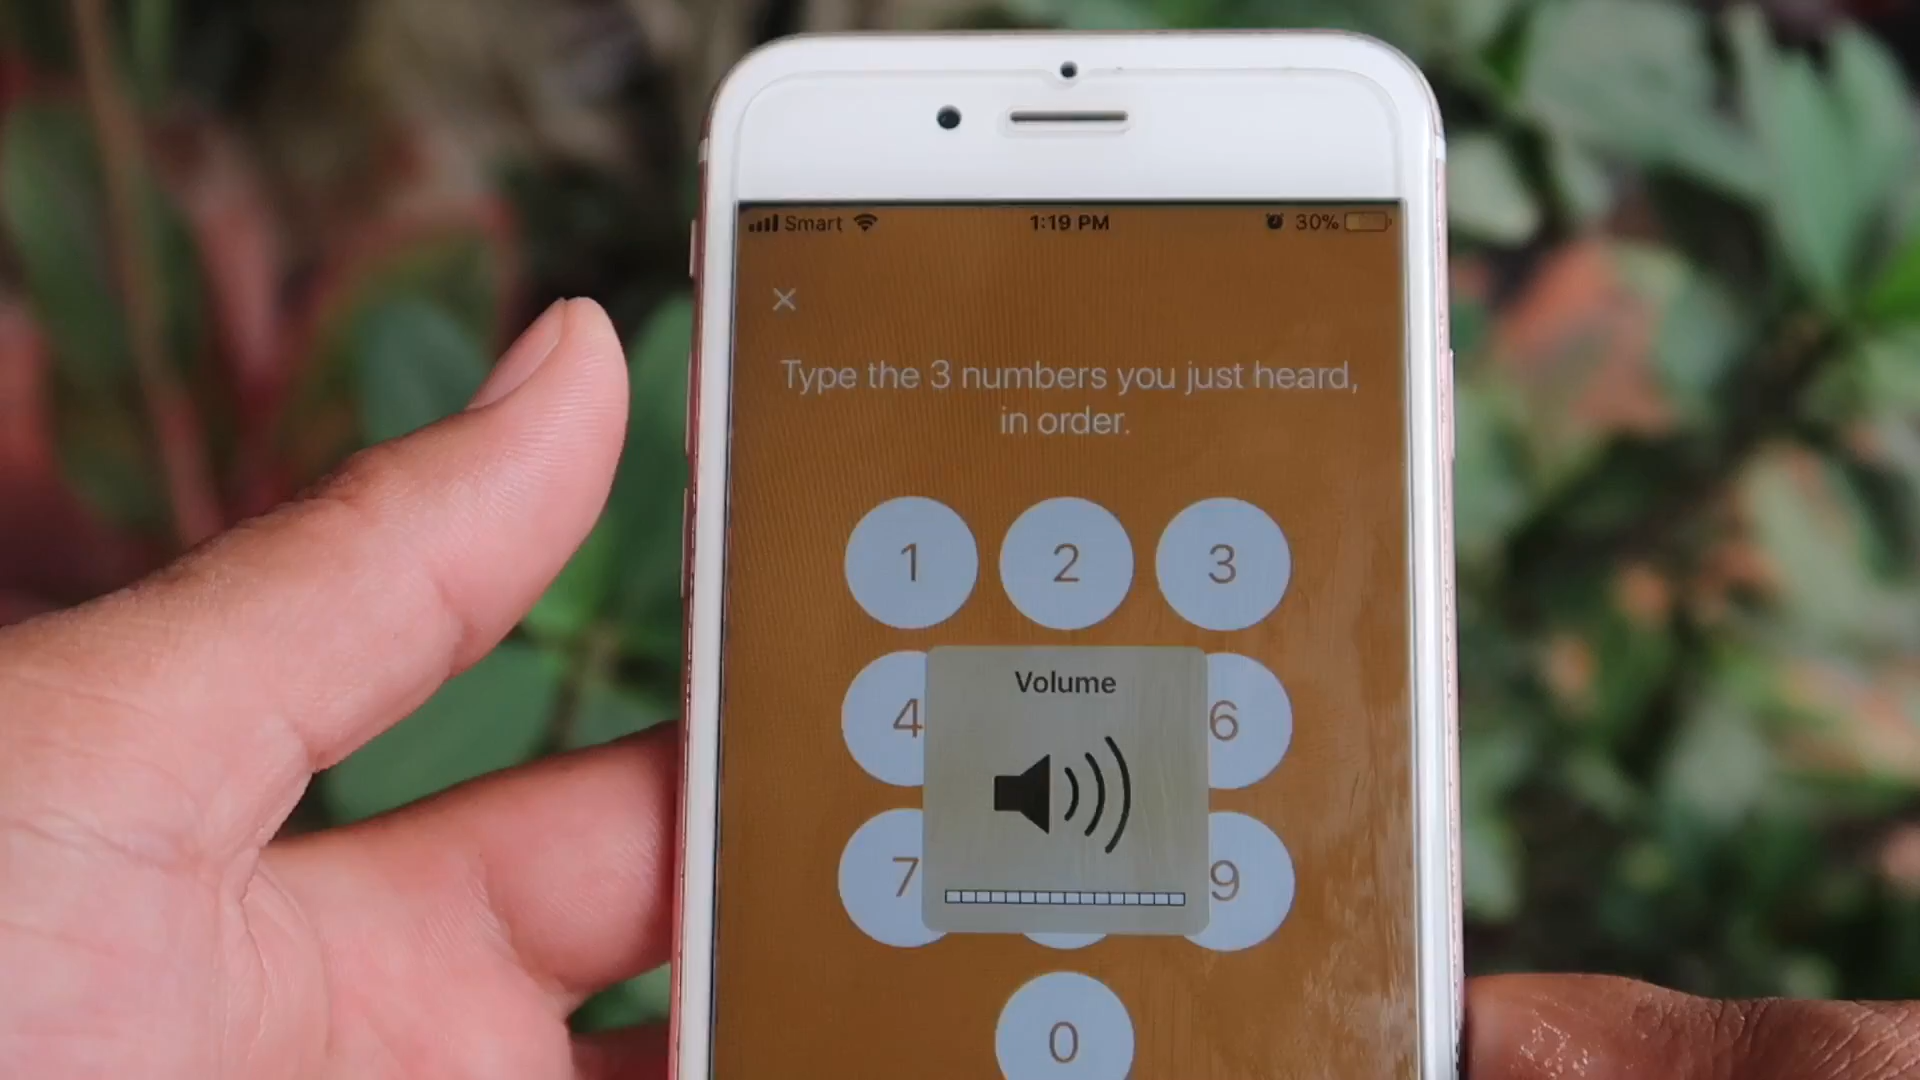 Smart 1:19 PM 30%
×
Type the 3 numbers you just heard,
in order.
1 2 3
4 6
Volume
7 9
0